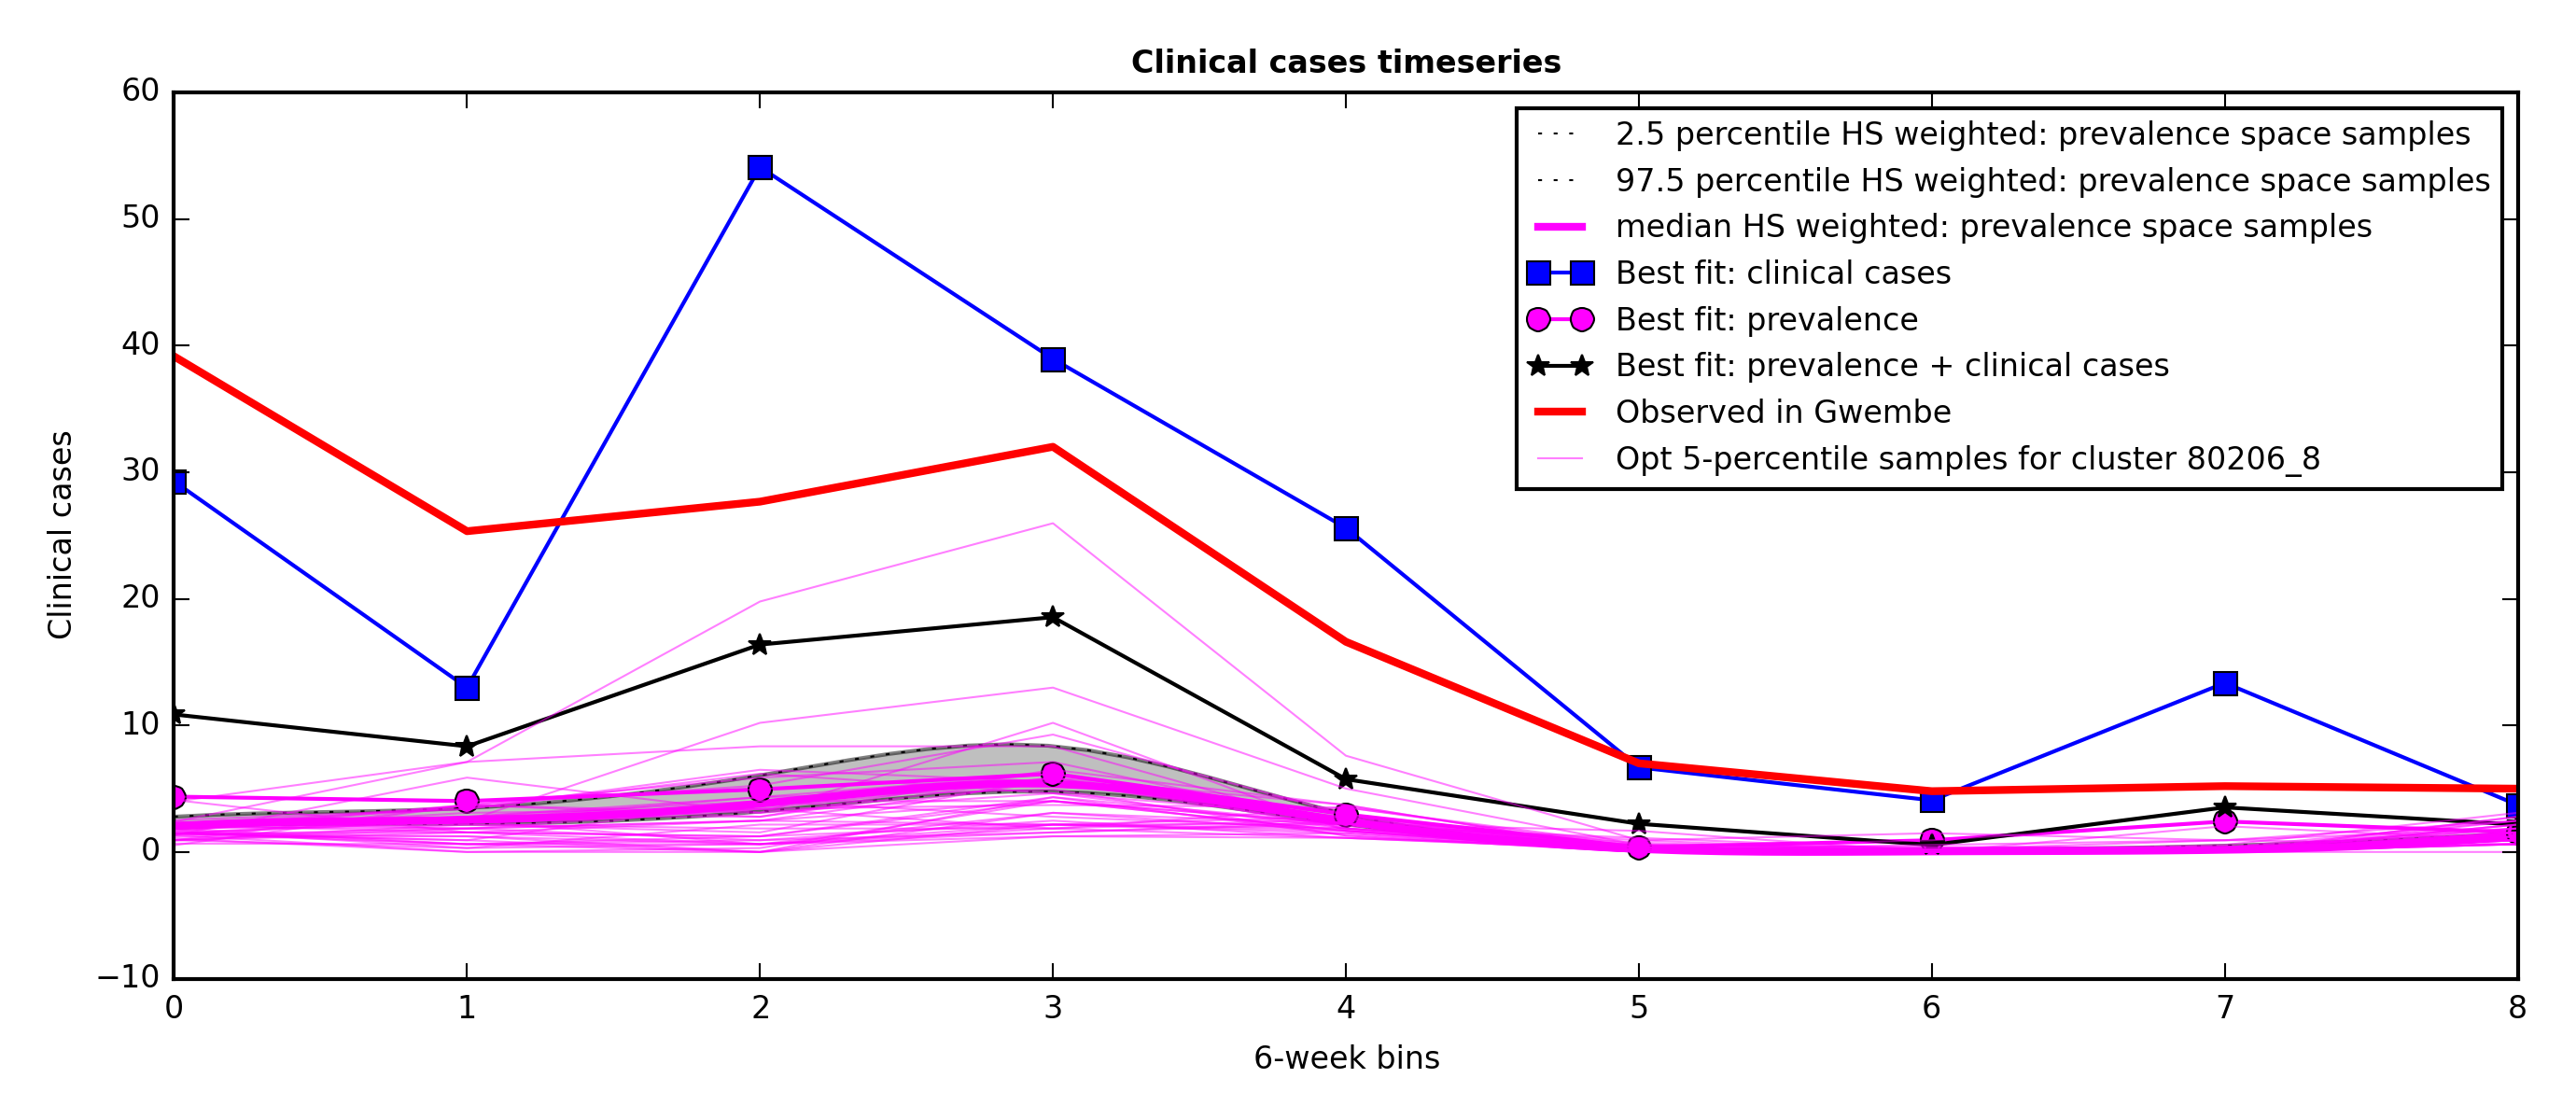 Clinical cases timeseries
60
50
40
30
20
10
0
−10
Clinical cases
2.5 percentile HS weighted: prevalence space samples
97.5 percentile HS weighted: prevalence space samples
median HS weighted: prevalence space samples
Best fit: clinical cases
Best fit: prevalence
Best fit: prevalence + clinical cases
Observed in Gwembe
Opt 5-percentile samples for cluster 80206_8
0 1 2 3 4 5 6 7 8
6-week bins